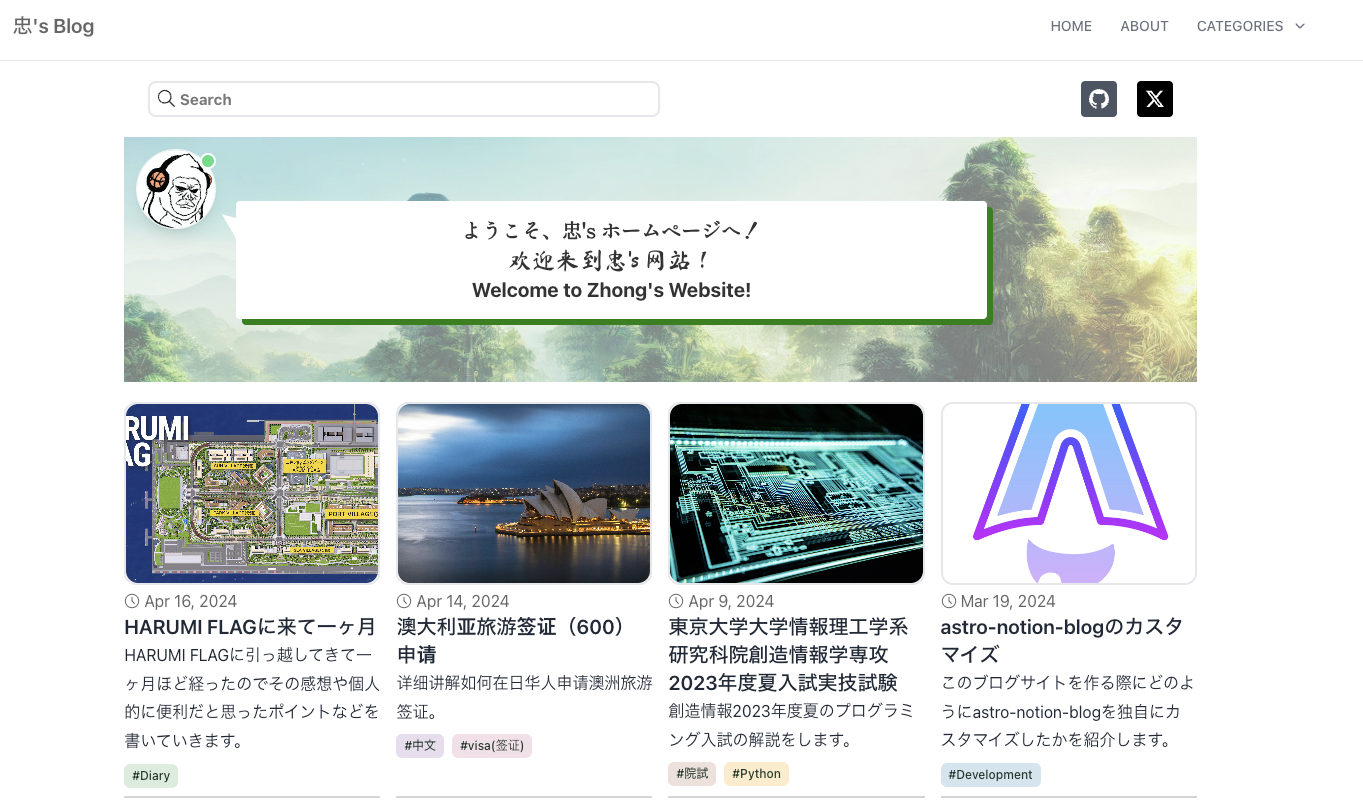 忠's Blog
HOME
ABOUT
CATEGORIES
Search
ようこそ、忠's ホームページへ！
欢迎来到忠's 网站！
Welcome to Zhong's Website!
RUMI
AG
PORT VILLAGE
Apr 16, 2024
HARUMI FLAGに来て一ヶ月
HARUMI FLAGに引っ越してきて一
ヶ月ほど経ったのでその感想や個人
的に便利だと思ったポイントなどを
書いていきます。
#Diary
Apr 14, 2024
澳大利亚旅游签证（600）
申请
详细讲解如何在日华人申请澳洲旅游
签证。
#中文
#visa(签证)
Apr 9, 2024
東京大学大学情報理工学系
研究科院創造情報学専攻
2023年度夏入試実技試験
創造情報2023年度夏のプログラミ
ング入試の解説をします。
#院試
#Python
Mar 19, 2024
astro-notion-blogのカスタ
マイズ
このブログサイトを作る際にどのよ
うにastro-notion-blogを独自にカ
スタマイズしたかを紹介します。
#Development